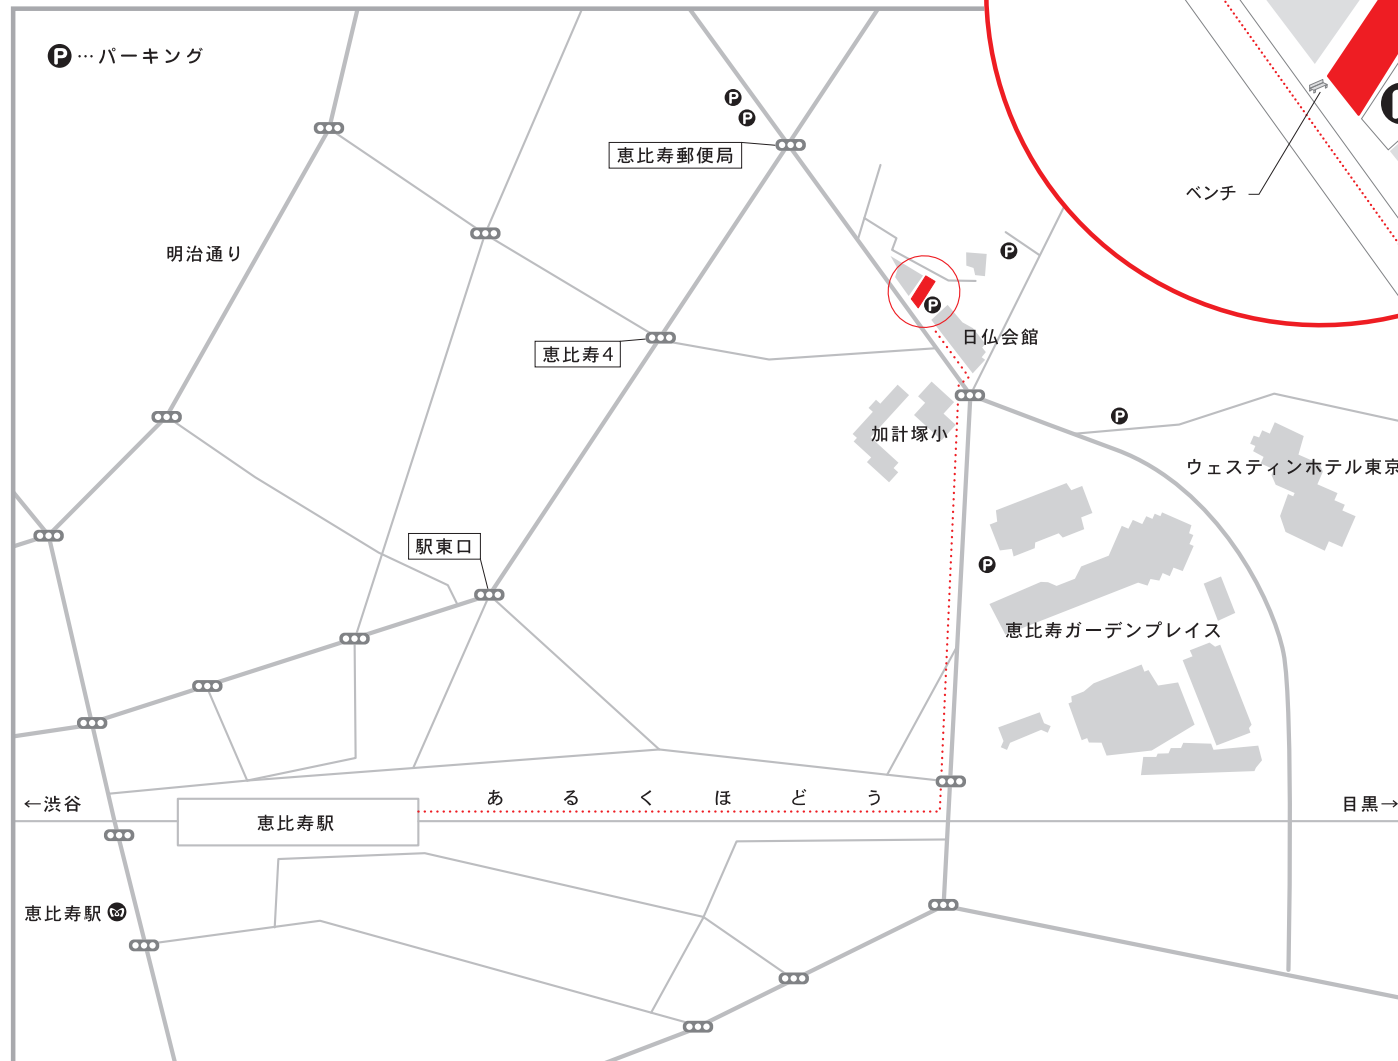 P…パーキング
P
P
恵比寿郵便局
ベンチ
明治通り
P
P
日仏会館
恵比寿4
P
加計塚小
ウェスティンホテル東京
駅東口
P
恵比寿ガーデンプレイス
←渋谷
あるくほどう
目黒→
恵比寿駅
恵比寿駅